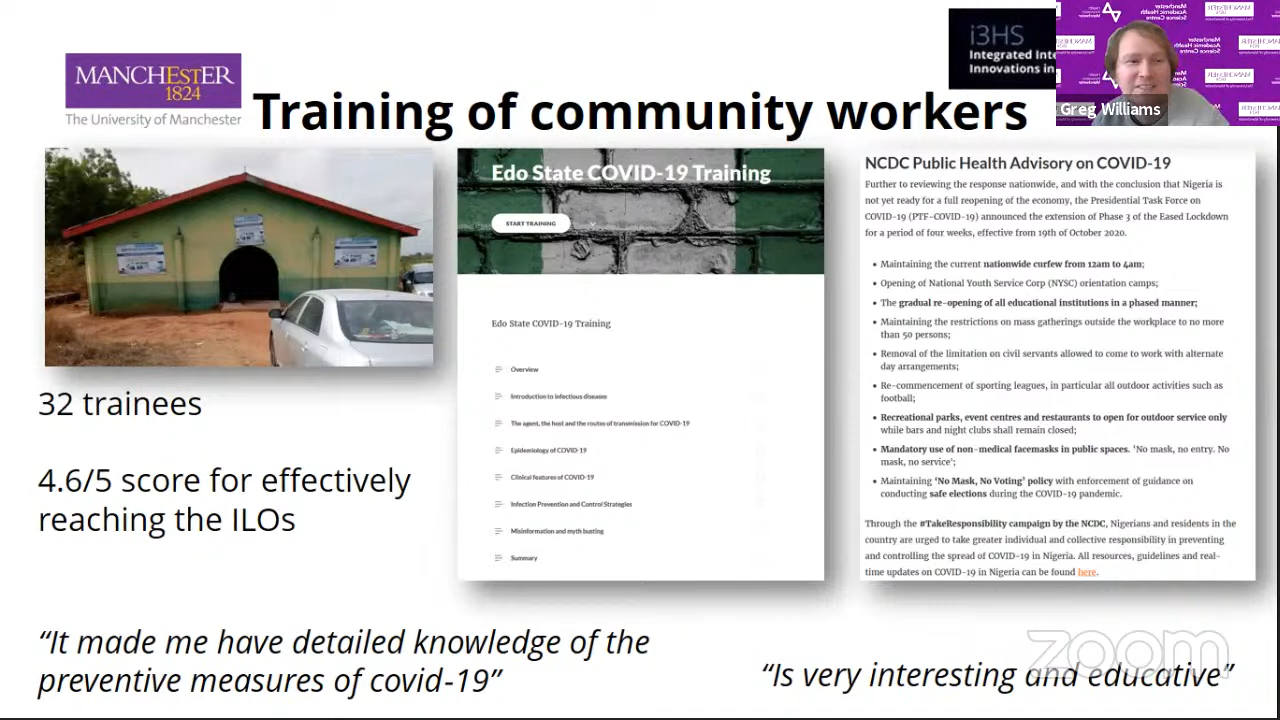 i3HS
Integrated Inte
Innovations in
Greg Williams
MANCHESTER
1824
The University of Manchester
Training of community workers
32 trainees
4.6/5 score for effectively
reaching the ILOs
Edo State COVID-19 Training
START TRAINING
Edo State COVID-19 Training
Overview
Introduction to infectious diseases
The agent, the host and the routes of transmission for COVID-19
Epidemiology of COVID-19
Clinical features of COVID-19
Infection Prevention and Control Strategies
Misinformation and myth busting
Summary
NCDC Public Health Advisory on COVID-19
Further to reviewing the response nationwide, and with the conclusion that Nigeria is
not yet ready for a full reopening of the economy, the Presidential Task Force on
COVID-19 (PTF-COVID-19) announced the extension of Phase 3 of the Eased Lockdown
for a period of four weeks, effective from 19th of October 2020.
• Maintaining the current nationwide curfew from 12am to 4am;
• Opening of National Youth Service Corp (NYSC) orientation camps;
• The gradual re-opening of all educational institutions in a phased manner;
• Maintaining the restrictions on mass gatherings outside the workplace to no more
than 50 persons;
• Removal of the limitation on civil servants allowed to come to work with alternate
day arrangements;
• Re-commencement of sporting leagues, in particular all outdoor activities such as
football;
• Recreational parks, event centres and restaurants to open for outdoor service only
while bars and night clubs shall remain closed;
• Mandatory use of non-medical facemasks in public spaces. ‘No mask, no entry. No
mask, no service’;
• Maintaining ‘No Mask, No Voting’ policy with enforcement of guidance on
conducting safe elections during the COVID-19 pandemic.
Through the #TakeResponsibility campaign by the NCDC, Nigerians and residents in the
country are urged to take greater individual and collective responsibility in preventing
and controlling the spread of COVID-19 in Nigeria. All resources, guidelines and real-
time updates on COVID-19 in Nigeria can be found here.
“It made me have detailed knowledge of the
preventive measures of covid-19”
“Is very interesting and educative”
zoom